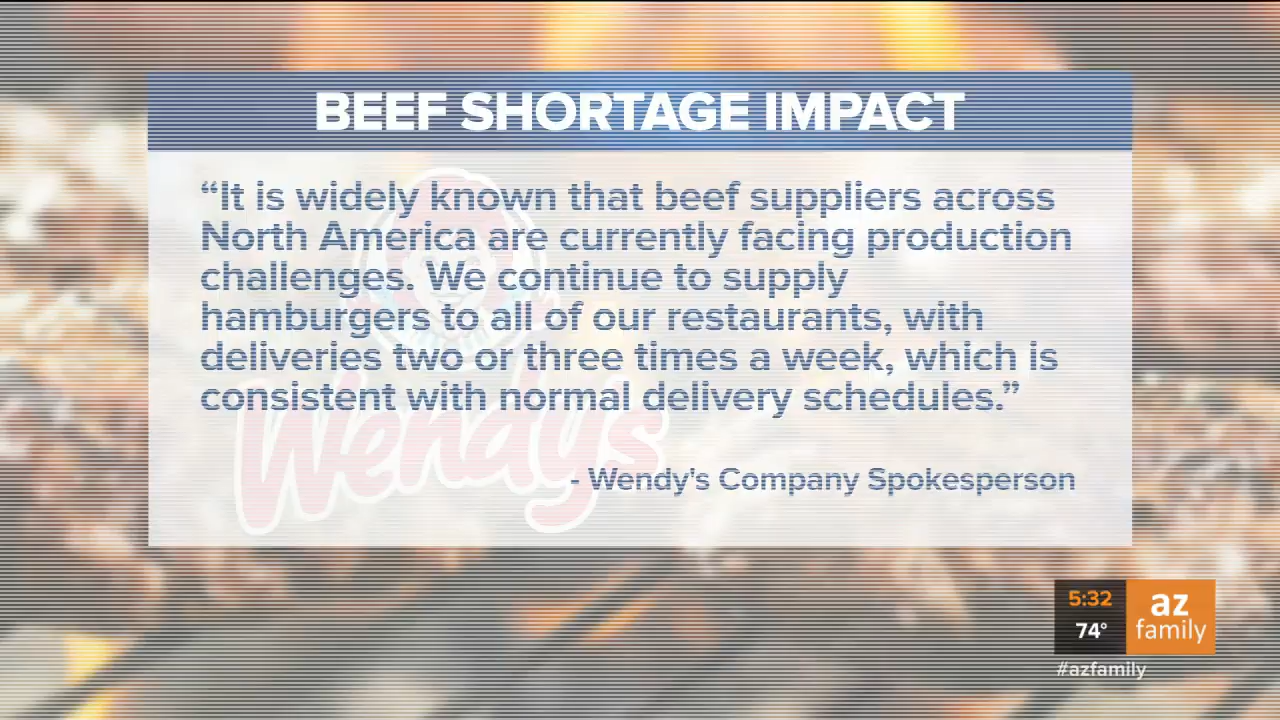 BEEF SHORTAGE IMPACT
“It is widely known that beef suppliers across
North America are currently facing production
challenges. We continue to supply
hamburgers to all of our restaurants, with
deliveries two or three times a week, which is
consistent with normal delivery schedules.”
Wendy's
- Wendy's Company Spokesperson
5:32
74°
az
family
#azfamily